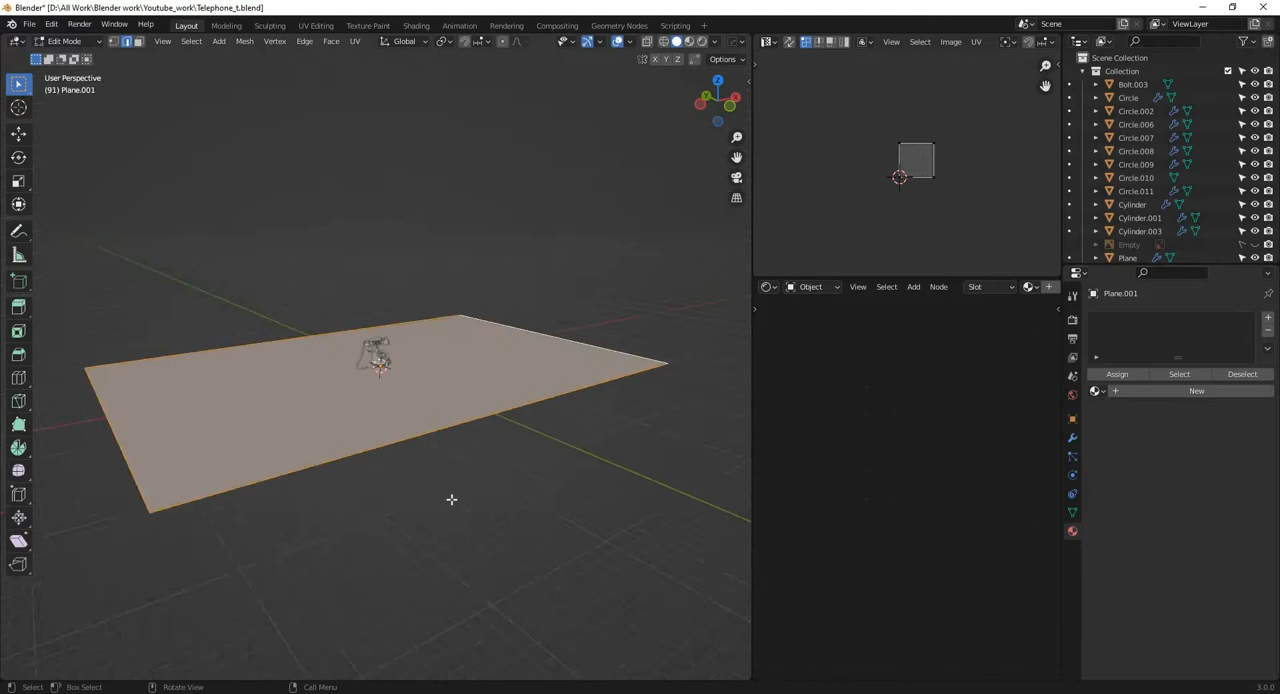 Blender* [D:\All Work\Blender work\Youtube_work\Telephone_t.blend]
File Edit Render Window Help Layout Modeling Sculpting UV Editing Texture Paint Shading Animation Rendering Compositing Geometry Nodes Scripting + Scene ViewLayer
Edit Mode View Select Add Mesh Vertex Edge Face UV Global
View Select Image UV
X Y Z Options
Scene Collection
Collection
Bolt.003
Circle
Circle.002
Circle.006
Circle.007
Circle.008
Circle.009
Circle.010
Circle.011
Cylinder
Cylinder.001
Cylinder.003
Empty
Plane
User Perspective
(91) Plane.001
Z
Y
X
Object View Select Add Node Slot
Plane.001
Assign Select Deselect
New
Select Box Select Rotate View Call Menu 3.0.0